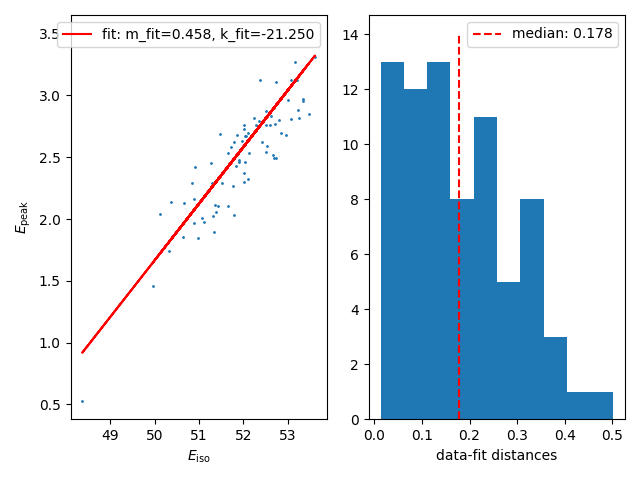 fit: m_fit=0.458, k_fit=-21.250
median: 0.178
3.5
3.0
2.5
2.0
1.5
1.0
0.5
E_peak
49 50 51 52 53
E_iso
14
12
10
8
6
4
2
0
0.0 0.1 0.2 0.3 0.4 0.5
data-fit distances